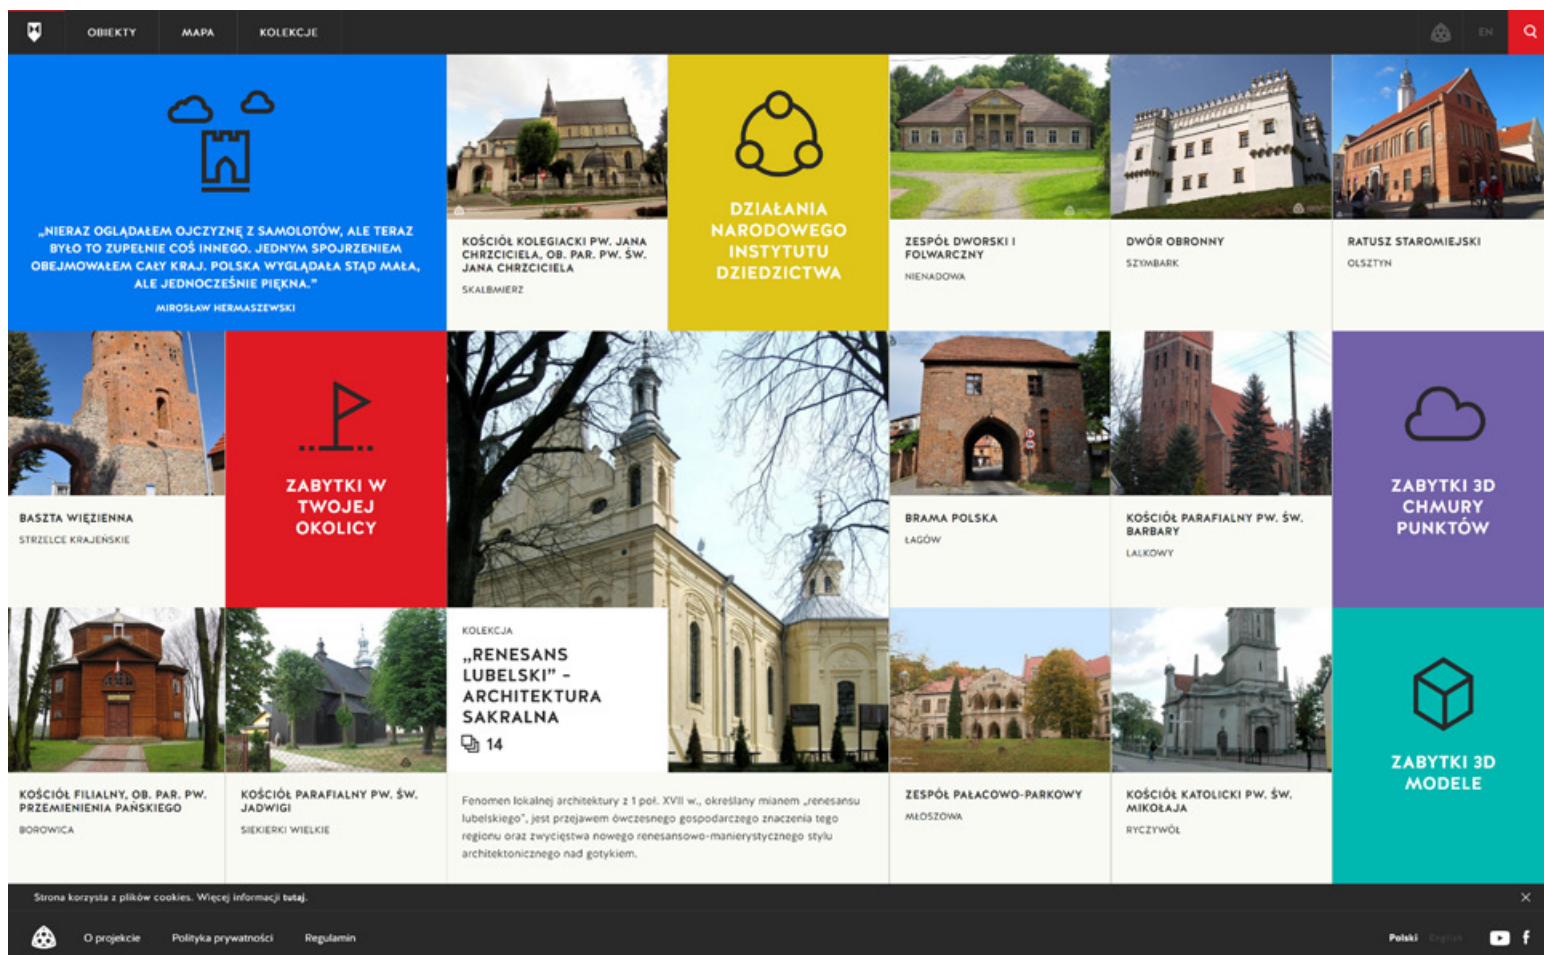 OBIEKTY
MAPA
KOLEKCJE
EN
„NIERAZ OGLĄDAŁEM OJCZYZNĘ Z SAMOLOTÓW, ALE TERAZ
BYŁO TO ZUPEŁNIE COŚ INNEGO. JEDNYM SPOJRZENIEM
OBEJMOWAŁEM CAŁY KRAJ. POLSKA WYGLĄDAŁA STĄD MAŁA,
ALE JEDNOCZEŚNIE PIĘKNA.”
MIROSŁAW HERMASZEWSKI
KOŚCIÓŁ KOLEGIACKI PW. JANA
CHRZCICIELA, OB. PAR. PW. ŚW.
JANA CHRZCICIELA
SKALBMIERZ
DZIAŁANIA
NARODOWEGO
INSTYTUTU
DZIEDZICTWA
ZESPÓŁ DWORSKI I
FOLWARCZNY
NIENADOWA
DWÓR OBRONNY
SZYMBARK
RATUSZ STAROMIEJSKI
OLSZTYN
BASZTA WIĘZIENNA
STRZELCE KRAJEŃSKIE
ZABYTKI W
TWOJEJ
OKOLICY
BRAMA POLSKA
ŁAGÓW
KOŚCIÓŁ PARAFIALNY PW. ŚW.
BARBARY
LALKOWY
ZABYTKI 3D
CHMURY
PUNKTÓW
KOŚCIÓŁ FILIALNY, OB. PAR. PW.
PRZEMIENIENIA PAŃSKIEGO
BOROWICA
KOŚCIÓŁ PARAFIALNY PW. ŚW.
JADWIGI
SIEKIERKI WIELKIE
KOLEKCJA
„RENESANS
LUBELSKI” –
ARCHITEKTURA
SAKRALNA
14
Fenomen lokalnej architektury z 1 poł. XVII w., określany mianem „renesansu
lubelskiego”, jest przejawem ówczesnego gospodarczego znaczenia tego
regionu oraz zwycięstwa nowego renesansowo-manierystycznego stylu
architektonicznego nad gotykiem.
ZESPÓŁ PAŁACOWO-PARKOWY
MŁOSZOWA
KOŚCIÓŁ KATOLICKI PW. ŚW.
MIKOŁAJA
RYCZYWÓŁ
ZABYTKI 3D
MODELE
Strona korzysta z plików cookies. Więcej informacji tutaj.
O projekcie
Polityka prywatności
Regulamin
Polski
English